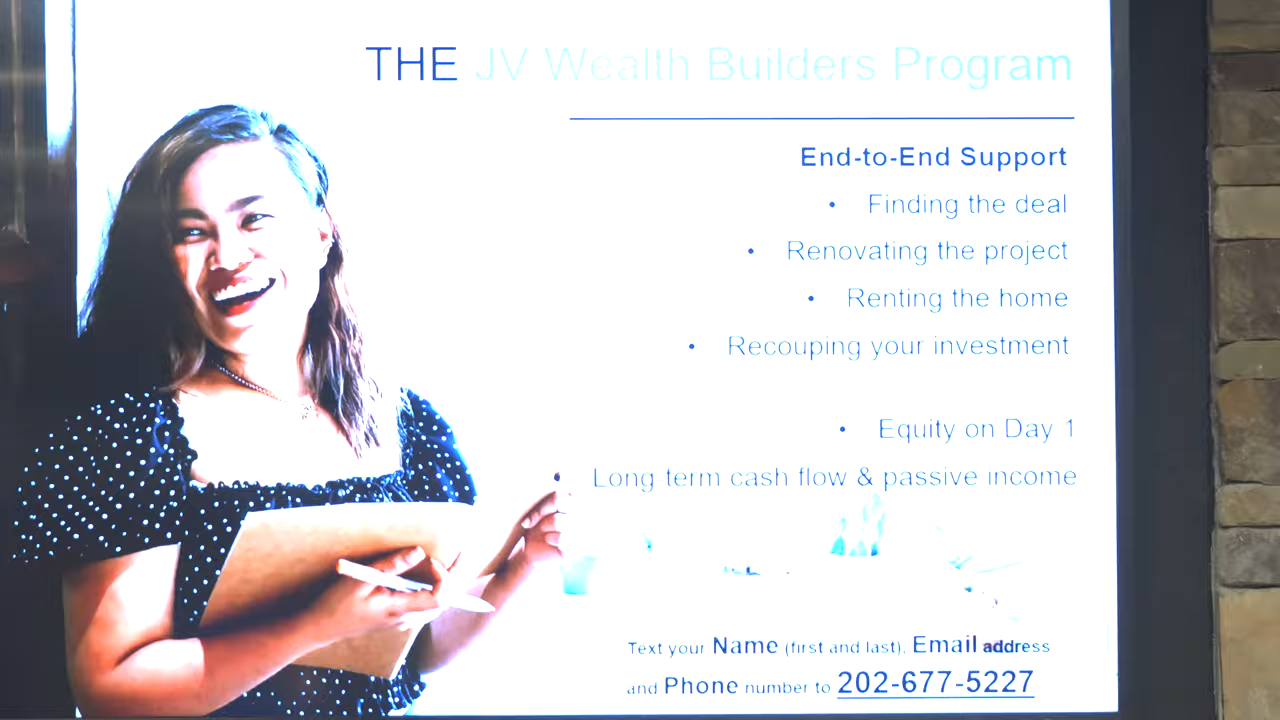 THE JV Wealth Builders Program
End-to-End Support
• Finding the deal
• Renovating the project
• Renting the home
• Recouping your investment
• Equity on Day 1
• Long term cash flow & passive income
Text your Name (first and last), Email address
and Phone number to 202-677-5227